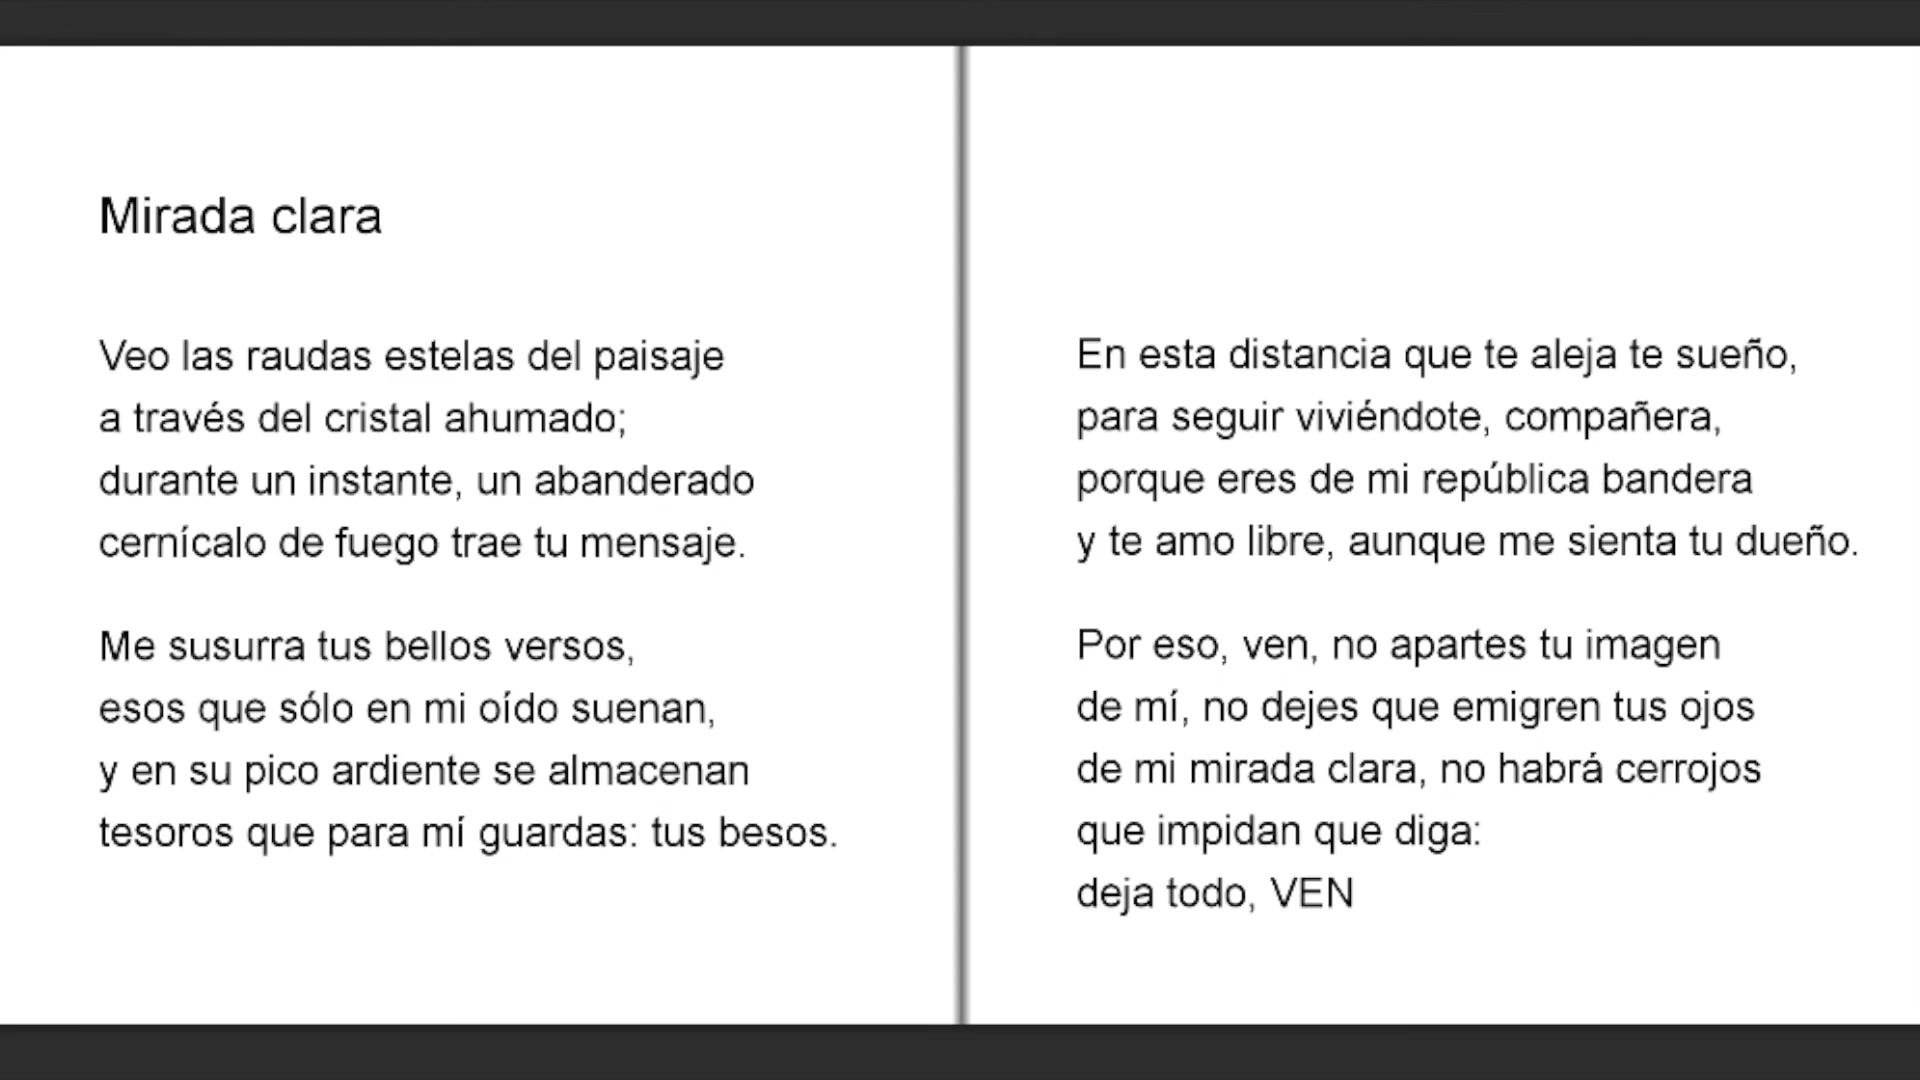 Mirada clara
Veo las raudas estelas del paisaje
a través del cristal ahumado;
durante un instante, un abanderado
cernícalo de fuego trae tu mensaje.
Me susurra tus bellos versos,
esos que sólo en mi oído suenan,
y en su pico ardiente se almacenan
tesoros que para mí guardas: tus besos.
En esta distancia que te aleja te sueño,
para seguir viviéndote, compañera,
porque eres de mi república bandera
y te amo libre, aunque me sienta tu dueño.
Por eso, ven, no apartes tu imagen
de mí, no dejes que emigren tus ojos
de mi mirada clara, no habrá cerrojos
que impidan que diga:
deja todo, VEN